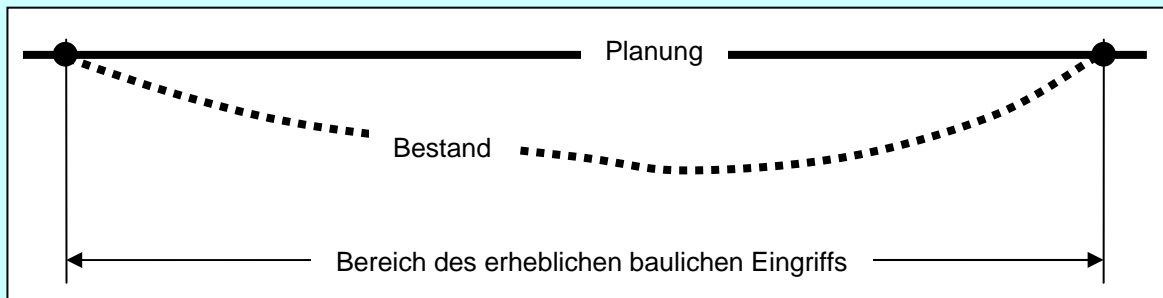 Planung
Bestand
Bereich des erheblichen baulichen Eingriffs